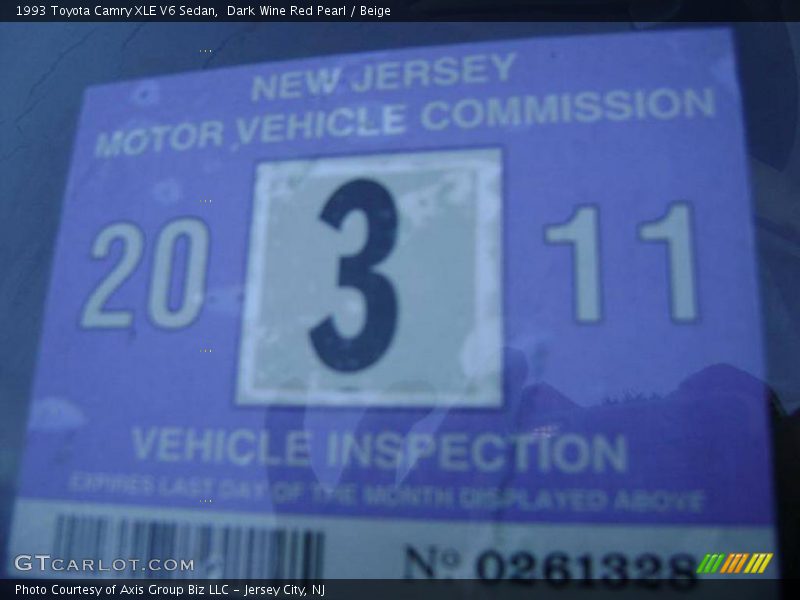 1993 Toyota Camry XLE V6 Sedan, Dark Wine Red Pearl / Beige
NEW JERSEY
MOTOR VEHICLE COMMISSION
20 3 11
VEHICLE INSPECTION
EXPIRES LAST DAY OF THE MONTH DISPLAYED ABOVE
Nº 0261328
GTCARLOT.COM
Photo Courtesy of Axis Group Biz LLC – Jersey City, NJ